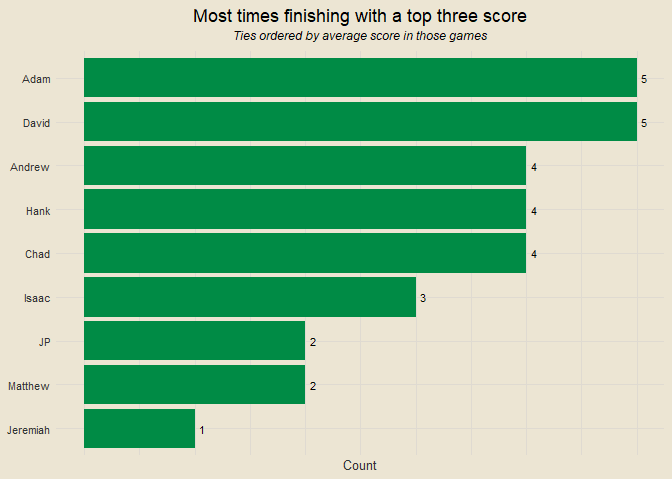 Most times finishing with a top three score
Ties ordered by average score in those games
Adam 5
David 5
Andrew 4
Hank 4
Chad 4
Isaac 3
JP 2
Matthew 2
Jeremiah 1
Count